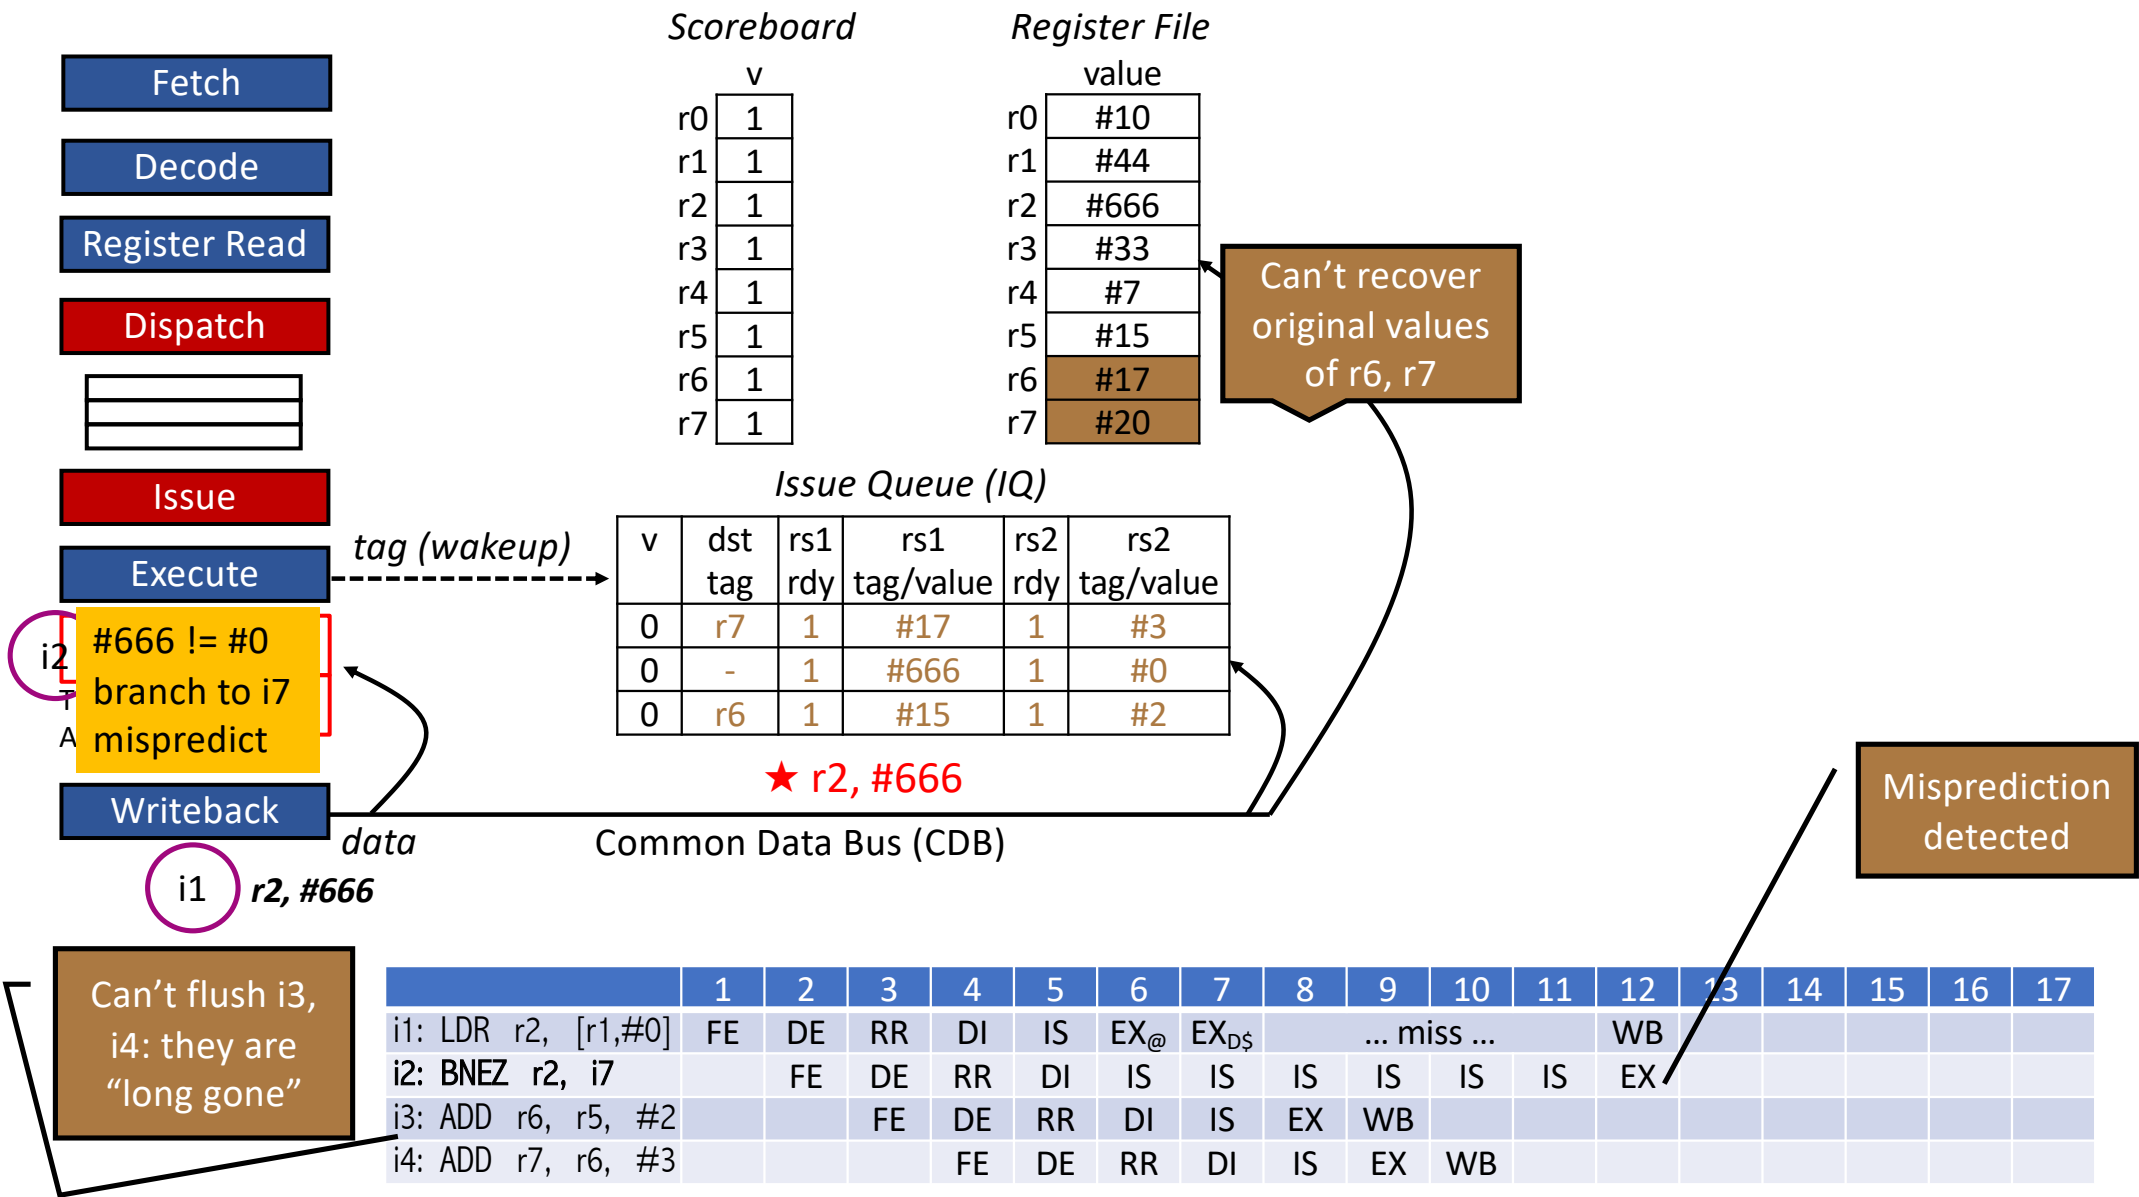 Scoreboard
Register File
v
value
r0 1
r1 1
r2 1
r3 1
r4 1
r5 1
r6 1
r7 1
r0 #10
r1 #44
r2 #666
r3 #33
r4 #7
r5 #15
r6 #17
r7 #20
Can’t recover
original values
of r6, r7
Fetch
Decode
Register Read
Dispatch
Issue
Execute
tag (wakeup)
Issue Queue (IQ)
v dst tag rs1 rdy rs1 tag/value rs2 rdy rs2 tag/value
0 r7 1 #17 1 #3
0 - 1 #666 1 #0
0 r6 1 #15 1 #2
i2
T
A
#666 != #0
branch to i7
mispredict
★ r2, #666
Writeback
data
Common Data Bus (CDB)
i1
r2, #666
Misprediction
detected
Can’t flush i3,
i4: they are
“long gone”
1 2 3 4 5 6 7 8 9 10 11 12 13 14 15 16 17
i1: LDR r2, [r1,#0] FE DE RR DI IS EX@ EXD$ ... miss ... WB
i2: BNEZ r2, i7 FE DE RR DI IS IS IS IS IS IS EX
i3: ADD r6, r5, #2 FE DE RR DI IS EX WB
i4: ADD r7, r6, #3 FE DE RR DI IS EX WB